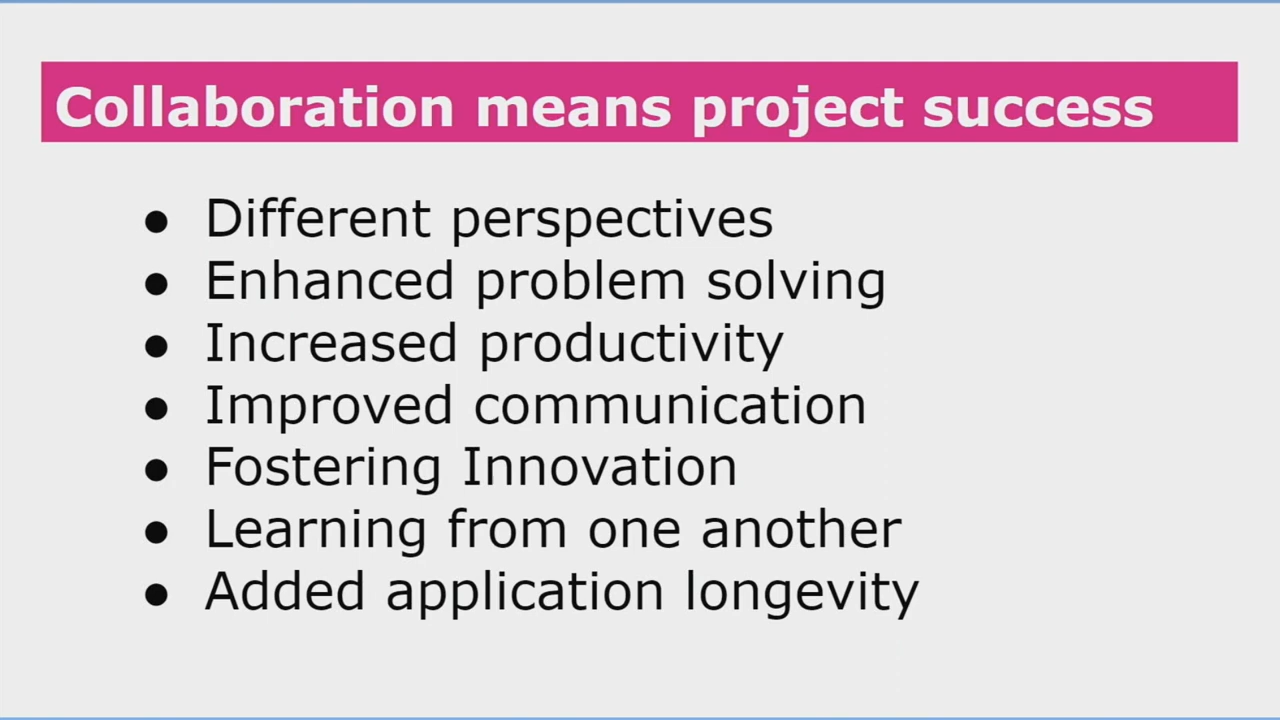 Collaboration means project success
● Different perspectives
● Enhanced problem solving
● Increased productivity
● Improved communication
● Fostering Innovation
● Learning from one another
● Added application longevity